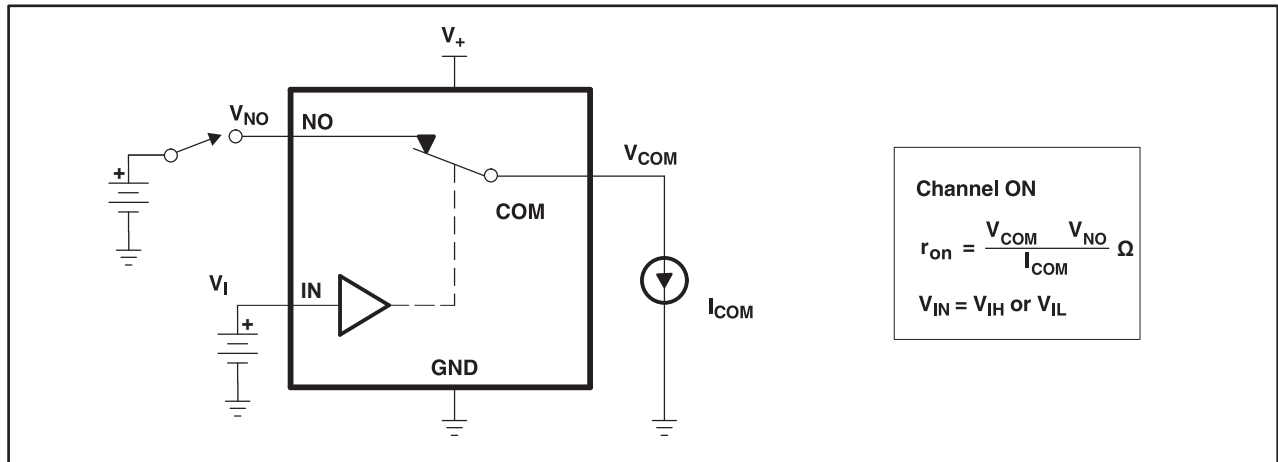 V+
VNO
NO
VCOM
COM
+
VI
IN
+
ICOM
GND
Channel ON
ron = VCOM VNO / ICOM Ω
VIN = VIH or VIL